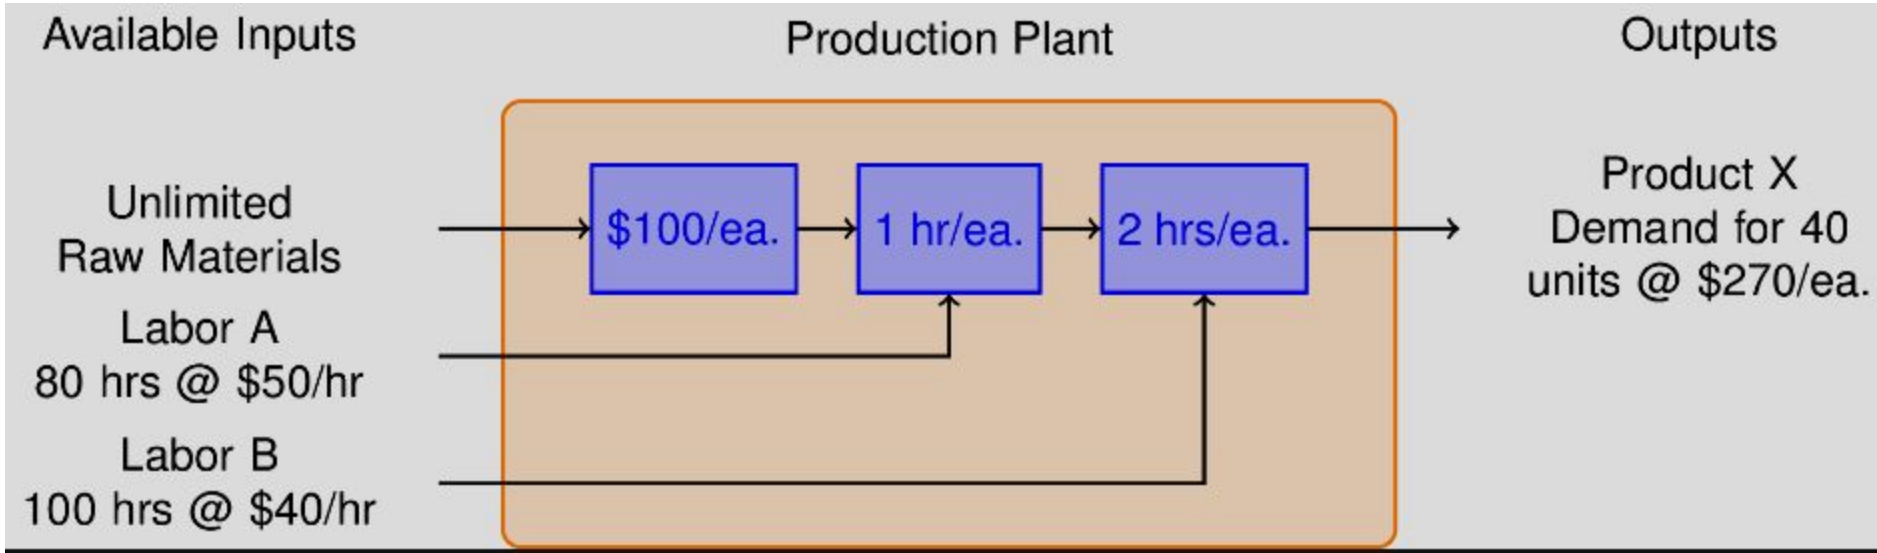 Available Inputs
Production Plant
Outputs
Unlimited
Raw Materials
$100/ea.
1 hr/ea.
2 hrs/ea.
Product X
Demand for 40
units @ $270/ea.
Labor A
80 hrs @ $50/hr
Labor B
100 hrs @ $40/hr